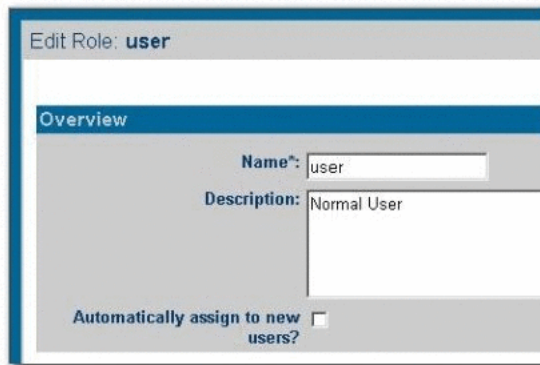 Edit Role: user
Overview
Name*: user
Description: Normal User
Automatically assign to new
users?